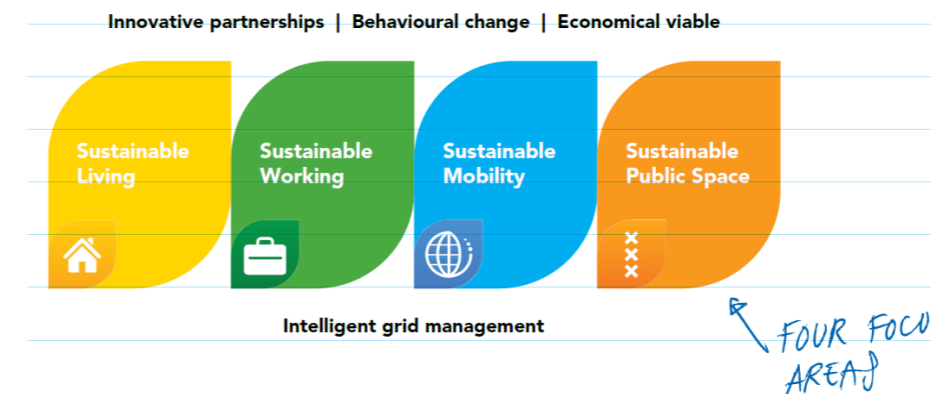 Innovative partnerships | Behavioural change | Economical viable
Sustainable
Living
Sustainable
Working
Sustainable
Mobility
Sustainable
Public Space
Intelligent grid management
FOUR FOCU
AREAS